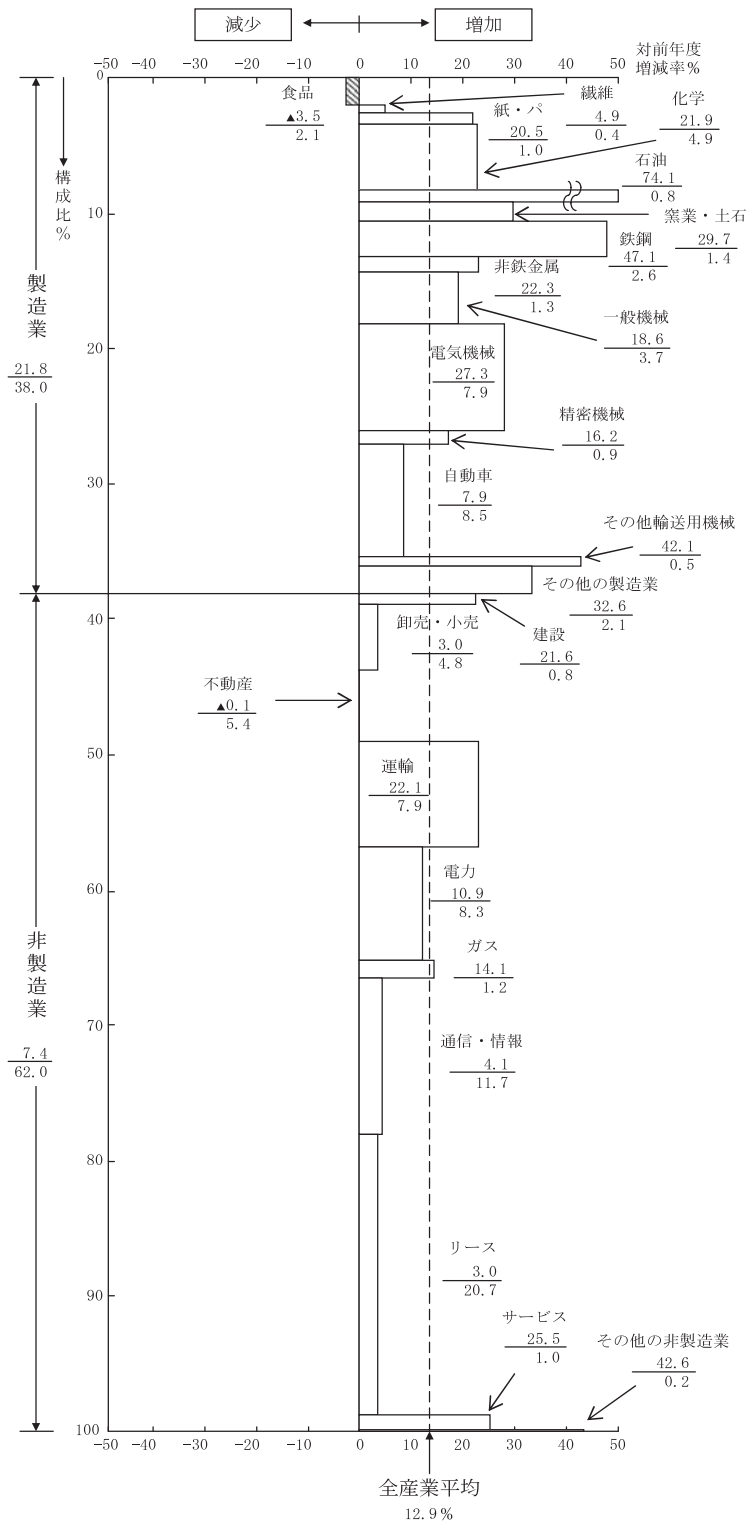 減少
増加
対前年度
増減率%
-50 -40 -30 -20 -10 0 10 20 30 40 50
構成比%
0
10
20
30
40
50
60
70
80
90
100
製造業
21.8
38.0
非製造業
7.4
62.0
食品
▲3.5
2.1
繊維
4.9
0.4
紙・パ
20.5
1.0
化学
21.9
4.9
石油
74.1
0.8
窯業・土石
29.7
1.4
鉄鋼
47.1
2.6
非鉄金属
22.3
1.3
一般機械
18.6
3.7
電気機械
27.3
7.9
精密機械
16.2
0.9
自動車
7.9
8.5
その他輸送用機械
42.1
0.5
その他の製造業
32.6
2.1
建設
21.6
0.8
卸売・小売
3.0
4.8
不動産
▲0.1
5.4
運輸
22.1
7.9
電力
10.9
8.3
ガス
14.1
1.2
通信・情報
4.1
11.7
リース
3.0
20.7
サービス
25.5
1.0
その他の非製造業
42.6
0.2
-50 -40 -30 -20 -10 0 10 20 30 40 50
全産業平均
12.9%